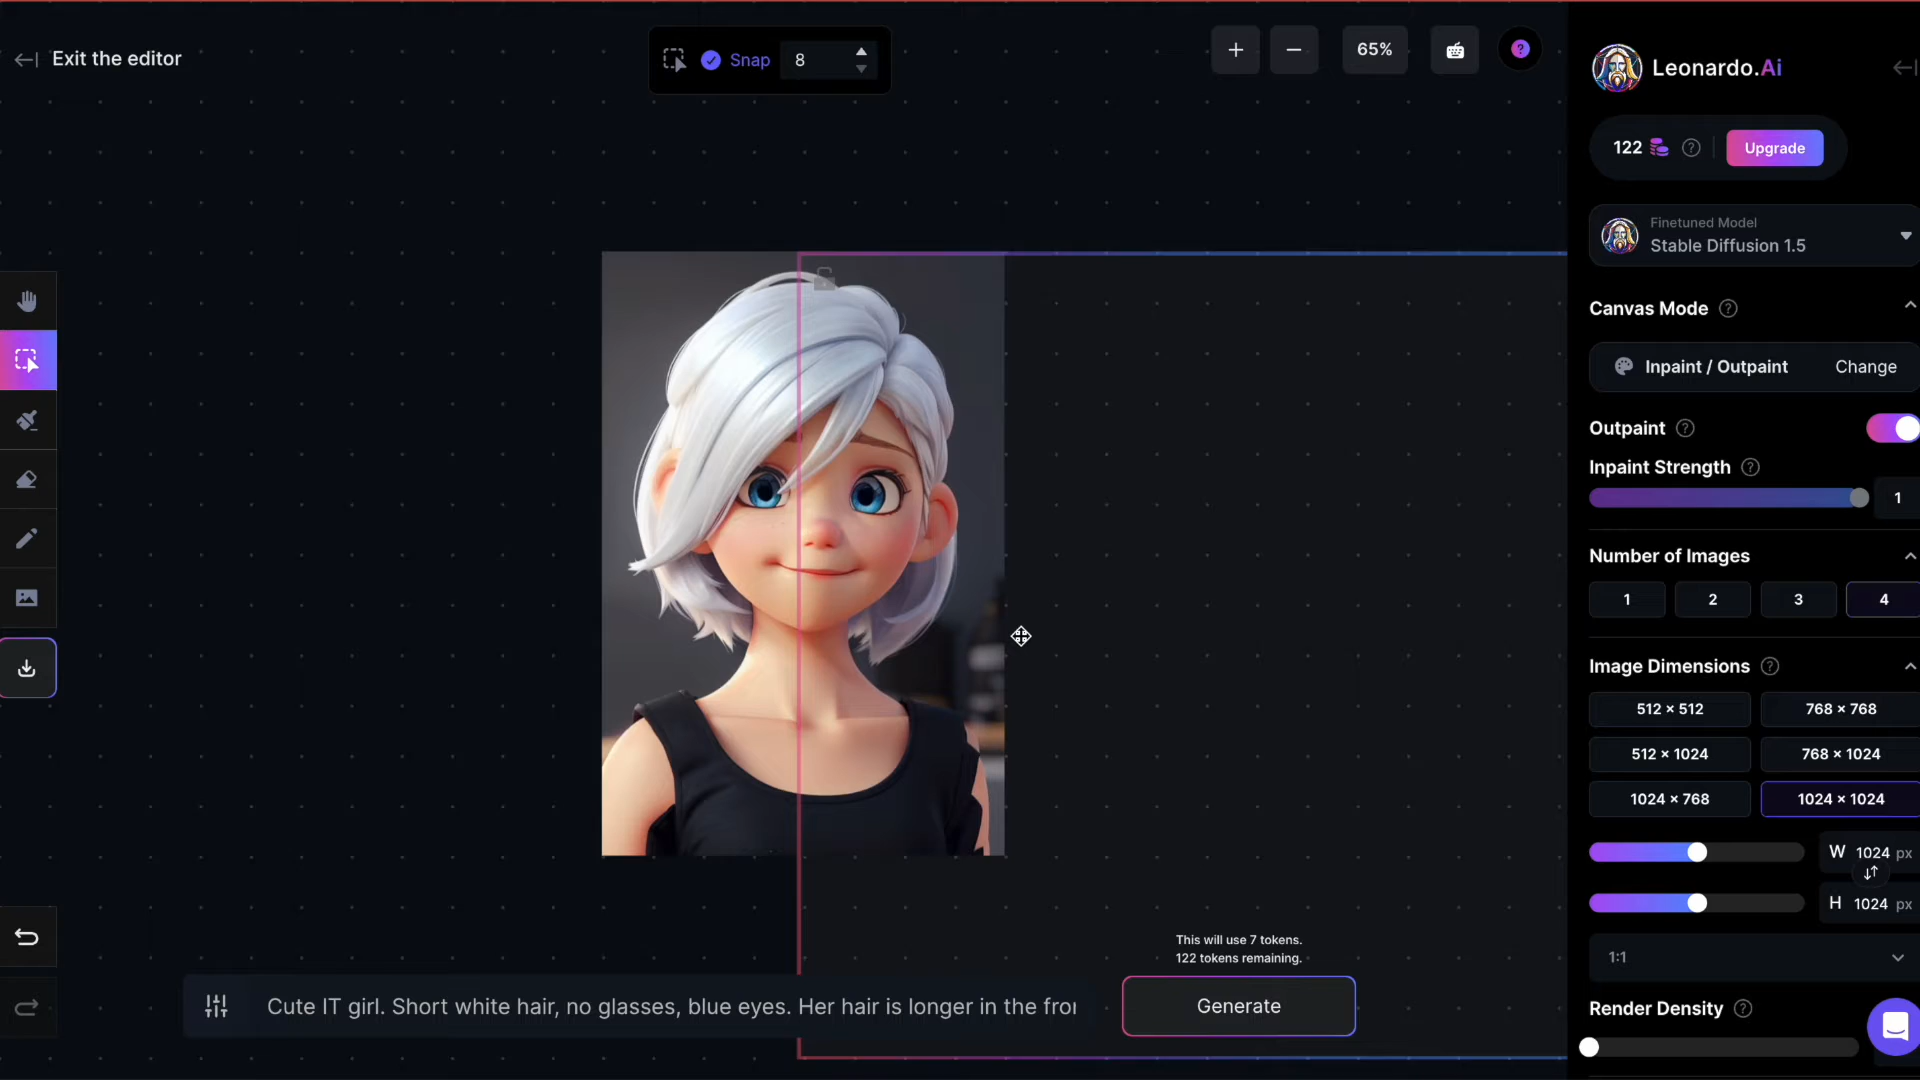 Exit the editor
Snap
8
65%
?
Leonardo.Ai
122
?
Upgrade
Finetuned Model
Stable Diffusion 1.5
Canvas Mode ?
Inpaint / Outpaint
Change
Outpaint ?
Inpaint Strength ?
1
Number of Images
1
2
3
4
Image Dimensions ?
512 × 512
768 × 768
512 × 1024
768 × 1024
1024 × 768
1024 × 1024
W 1024 px
H 1024 px
1:1
Render Density ?
This will use 7 tokens.
122 tokens remaining.
Cute IT girl. Short white hair, no glasses, blue eyes. Her hair is longer in the
Generate